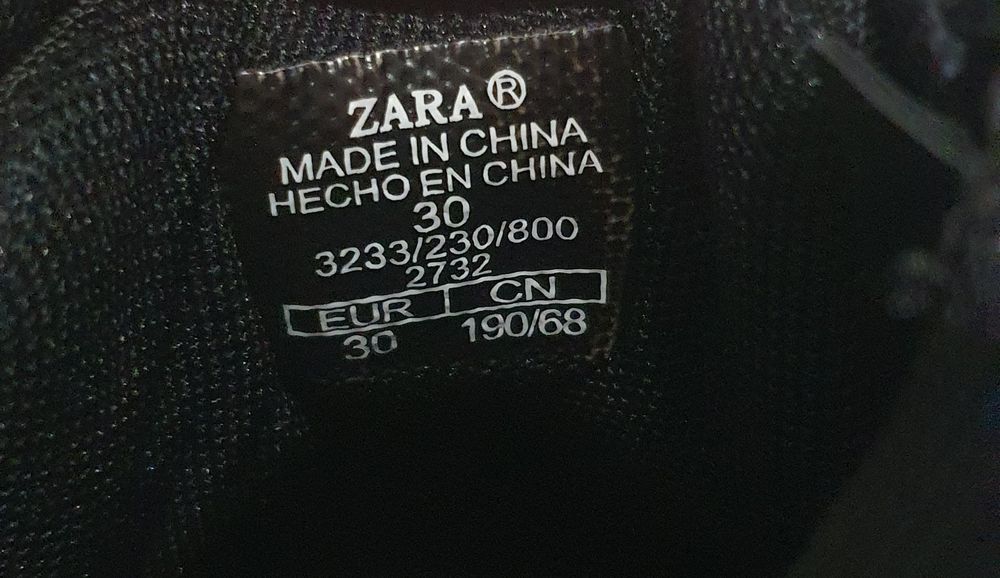 ZARA®
MADE IN CHINA
HECHO EN CHINA
30
3233/230/800
2732
EUR CN
30 190/68